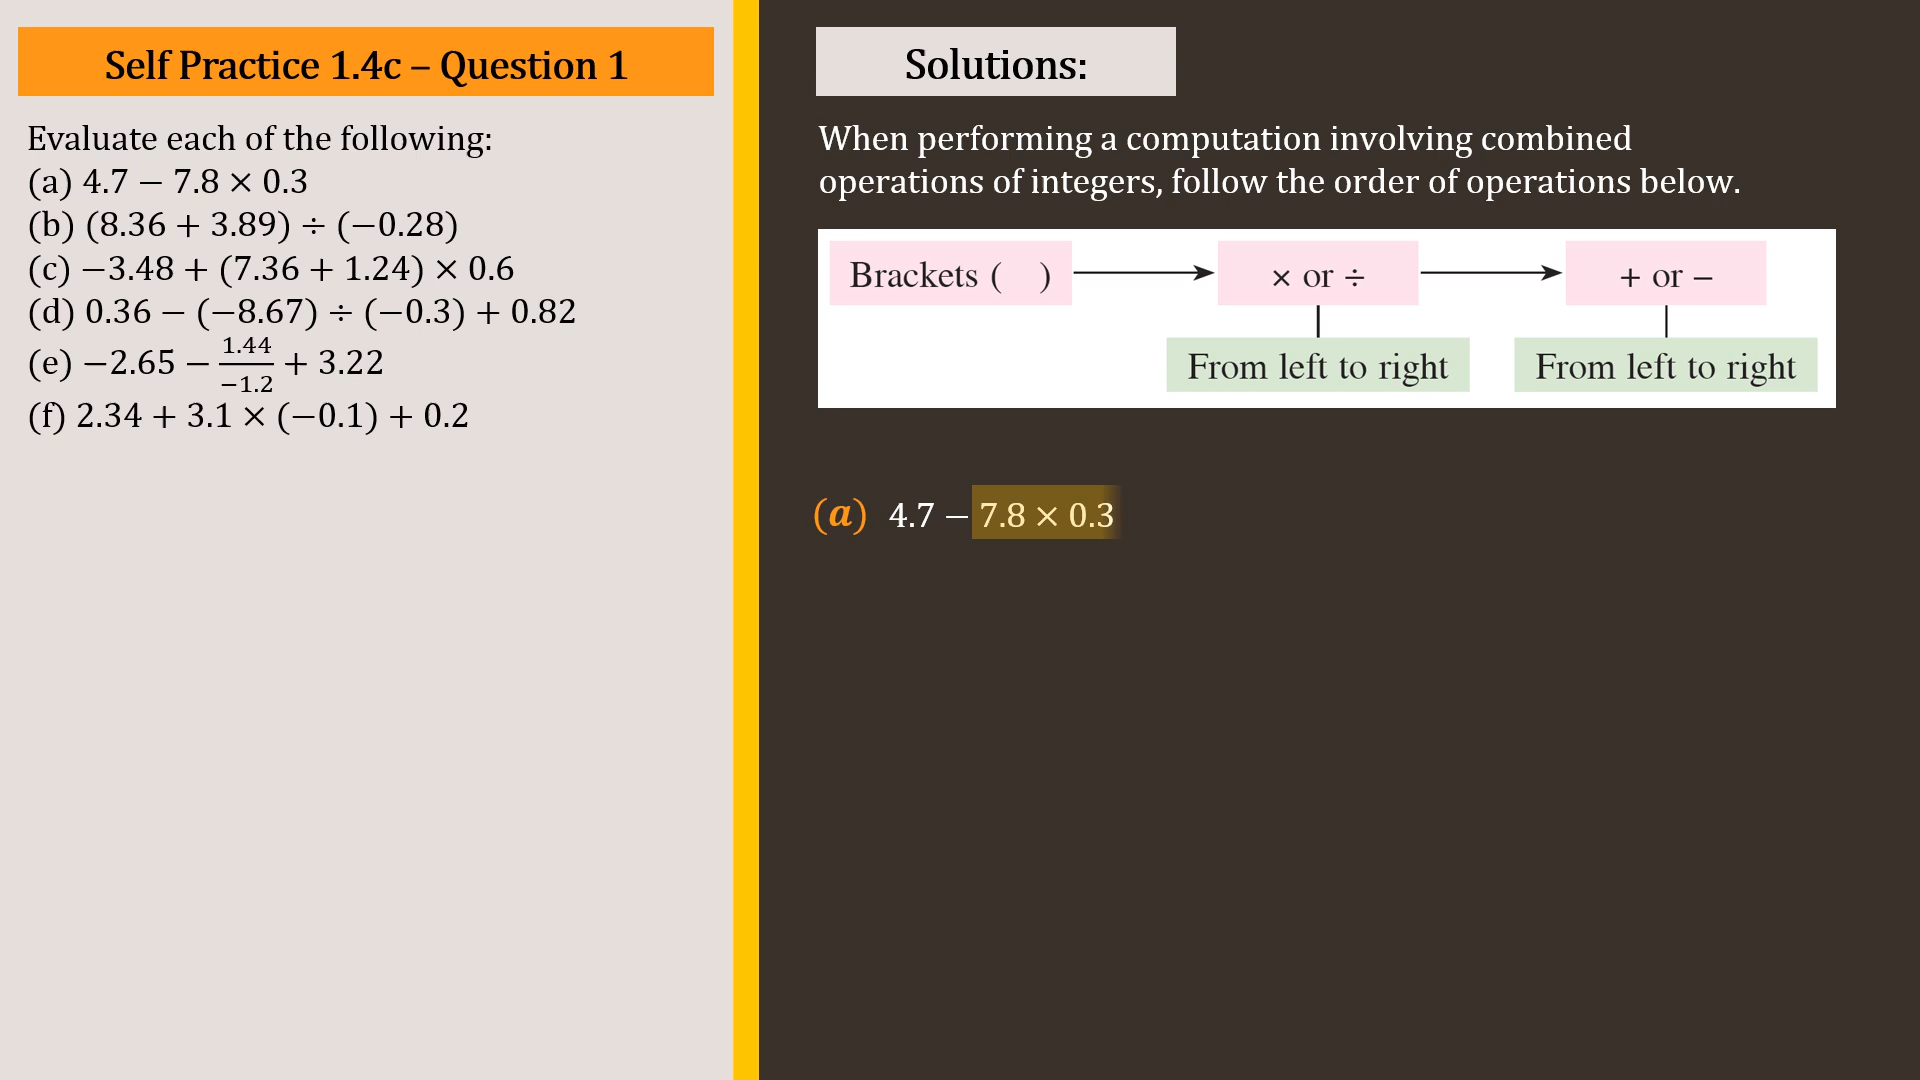 Self Practice 1.4c – Question 1
Evaluate each of the following:
(a) 4.7 − 7.8 × 0.3
(b) (8.36 + 3.89) ÷ (−0.28)
(c) −3.48 + (7.36 + 1.24) × 0.6
(d) 0.36 − (−8.67) ÷ (−0.3) + 0.82
(e) −2.65 − 1.44/−1.2 + 3.22
(f) 2.34 + 3.1 × (−0.1) + 0.2
Solutions:
When performing a computation involving combined
operations of integers, follow the order of operations below.
Brackets ( )
× or ÷
+ or −
From left to right
From left to right
(a) 4.7 − 7.8 × 0.3